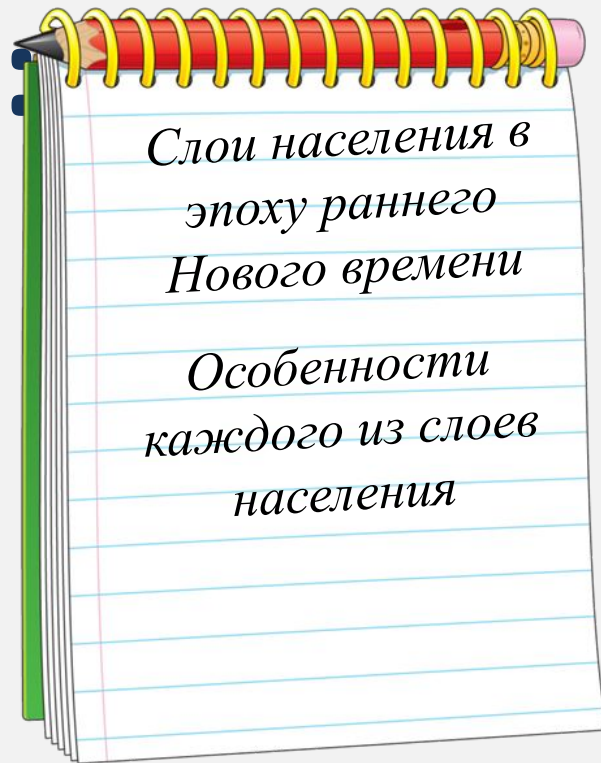 Слои населения в
эпоху раннего
Нового времени
Особенности
каждого из слоев
населения